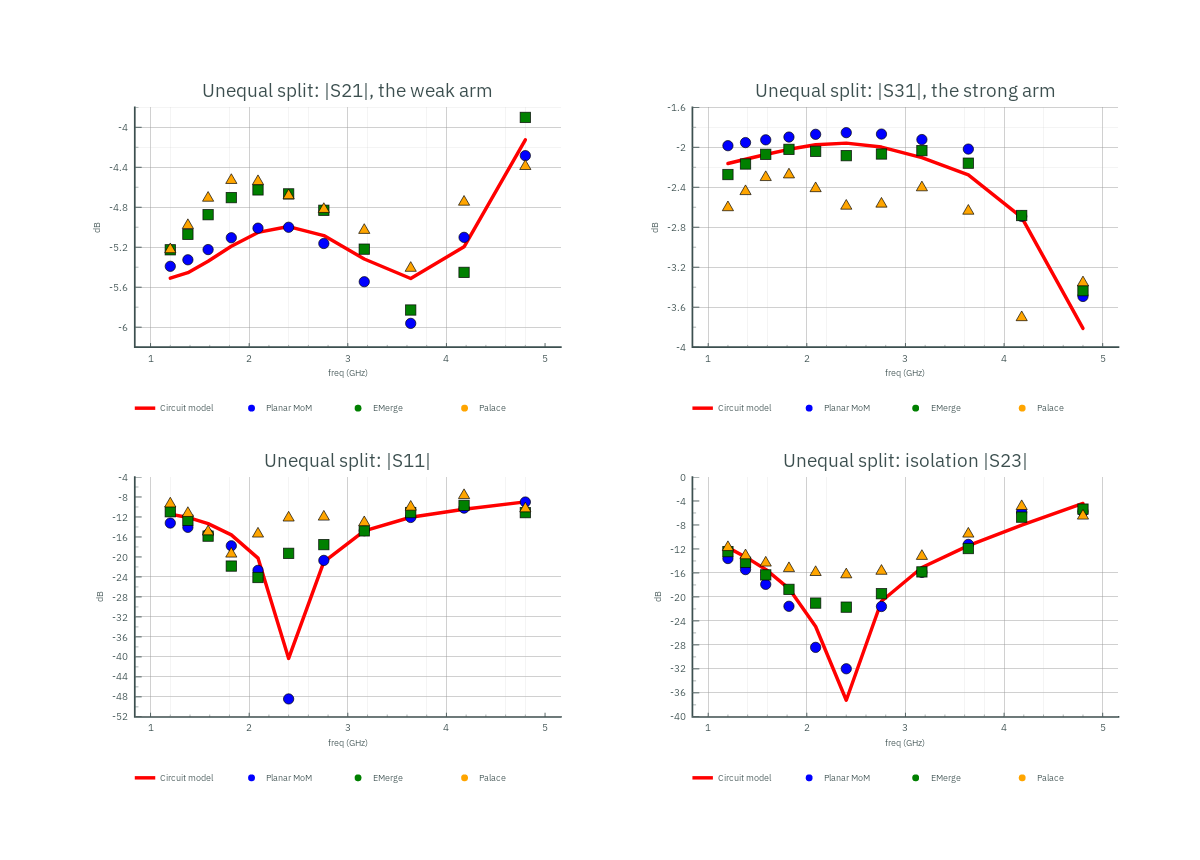 Unequal split: |S21|, the weak arm
-4
-4.4
-4.8
-5.2
-5.6
-6
dB
1 2 3 4 5
freq (GHz)
Circuit model Planar MoM EMerge Palace
Unequal split: |S31|, the strong arm
-1.6
-2
-2.4
-2.8
-3.2
-3.6
-4
dB
1 2 3 4 5
freq (GHz)
Circuit model Planar MoM EMerge Palace
Unequal split: |S11|
-4
-8
-12
-16
-20
-24
-28
-32
-36
-40
-44
-48
-52
dB
1 2 3 4 5
freq (GHz)
Circuit model Planar MoM EMerge Palace
Unequal split: isolation |S23|
0
-4
-8
-12
-16
-20
-24
-28
-32
-36
-40
dB
1 2 3 4 5
freq (GHz)
Circuit model Planar MoM EMerge Palace